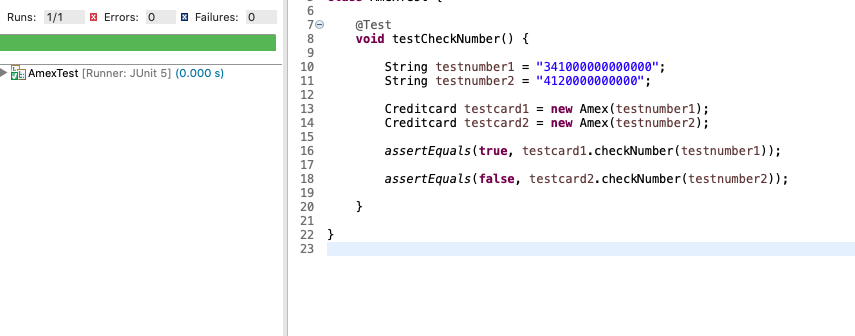 Runs: 1/1 Errors: 0 Failures: 0
AmexTest [Runner: JUnit 5] (0.000 s)
6
7 @Test
8 void testCheckNumber() {
9
10 String testnumber1 = "341000000000000";
11 String testnumber2 = "4120000000000";
12
13 Creditcard testcard1 = new Amex(testnumber1);
14 Creditcard testcard2 = new Amex(testnumber2);
15
16 assertEquals(true, testcard1.checkNumber(testnumber1));
17
18 assertEquals(false, testcard2.checkNumber(testnumber2));
19
20 }
21
22 }
23